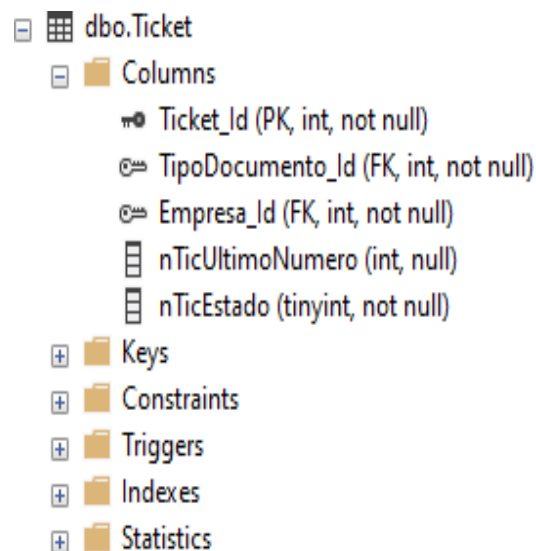 dbo.Ticket
Columns
Ticket_Id (PK, int, not null)
TipoDocumento_Id (FK, int, not null)
Empresa_Id (FK, int, not null)
nTicUltimoNumero (int, null)
nTicEstado (tinyint, not null)
Keys
Constraints
Triggers
Indexes
Statistics